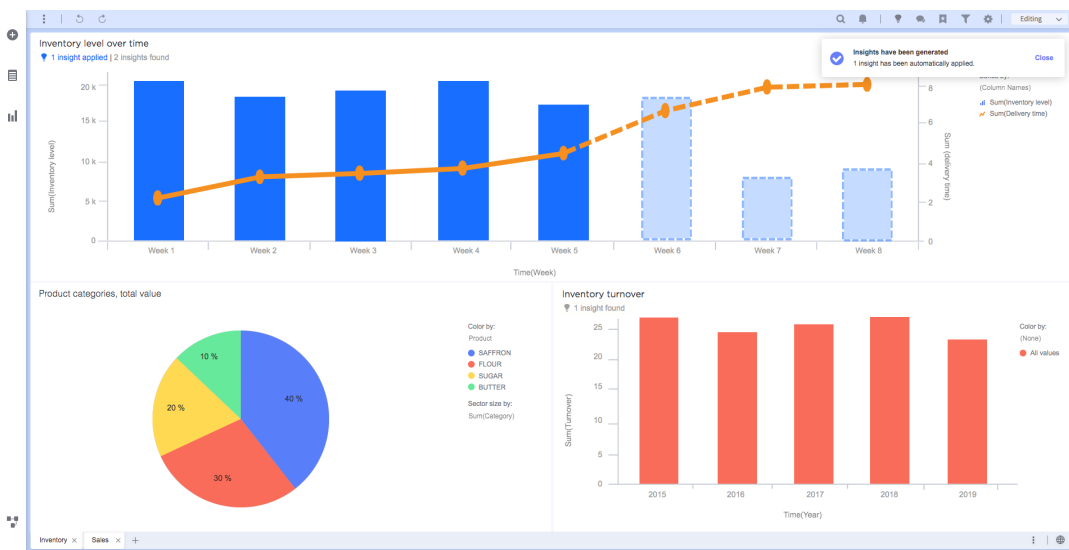 Editing
Inventory level over time
1 insight applied | 2 insights found
Insights have been generated
1 insight has been automatically applied.
Close
(Column Names)
Sum(Inventory level)
Sum(Delivery time)
Sum(Inventory level)
20 k
15 k
10 k
5 k
0
8
6
4
2
0
Sum (delivery time)
Week 1
Week 2
Week 3
Week 4
Week 5
Week 6
Week 7
Week 8
Time(Week)
Product categories, total value
10 %
40 %
20 %
30 %
Color by:
Product
SAFFRON
FLOUR
SUGAR
BUTTER
Sector size by:
Sum(Category)
Inventory turnover
1 insight found
Sum(Turnover)
25
20
15
10
5
0
2015
2016
2017
2018
2019
Time(Year)
Color by:
(None)
All values
Inventory
Sales